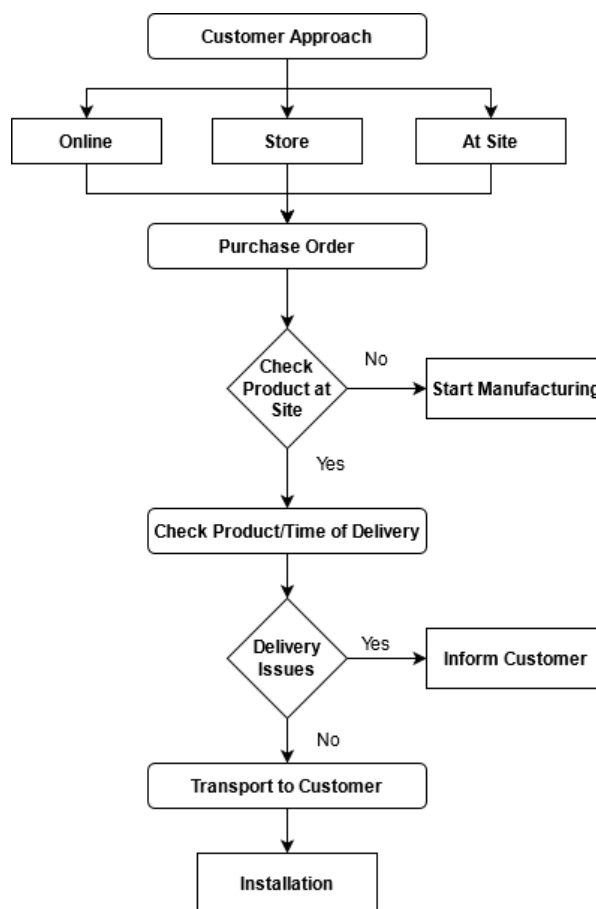 Customer Approach
Online
Store
At Site
Purchase Order
Check
Product at
Site
No
Start Manufacturing
Yes
Check Product/Time of Delivery
Delivery
Issues
Yes
Inform Customer
No
Transport to Customer
Installation